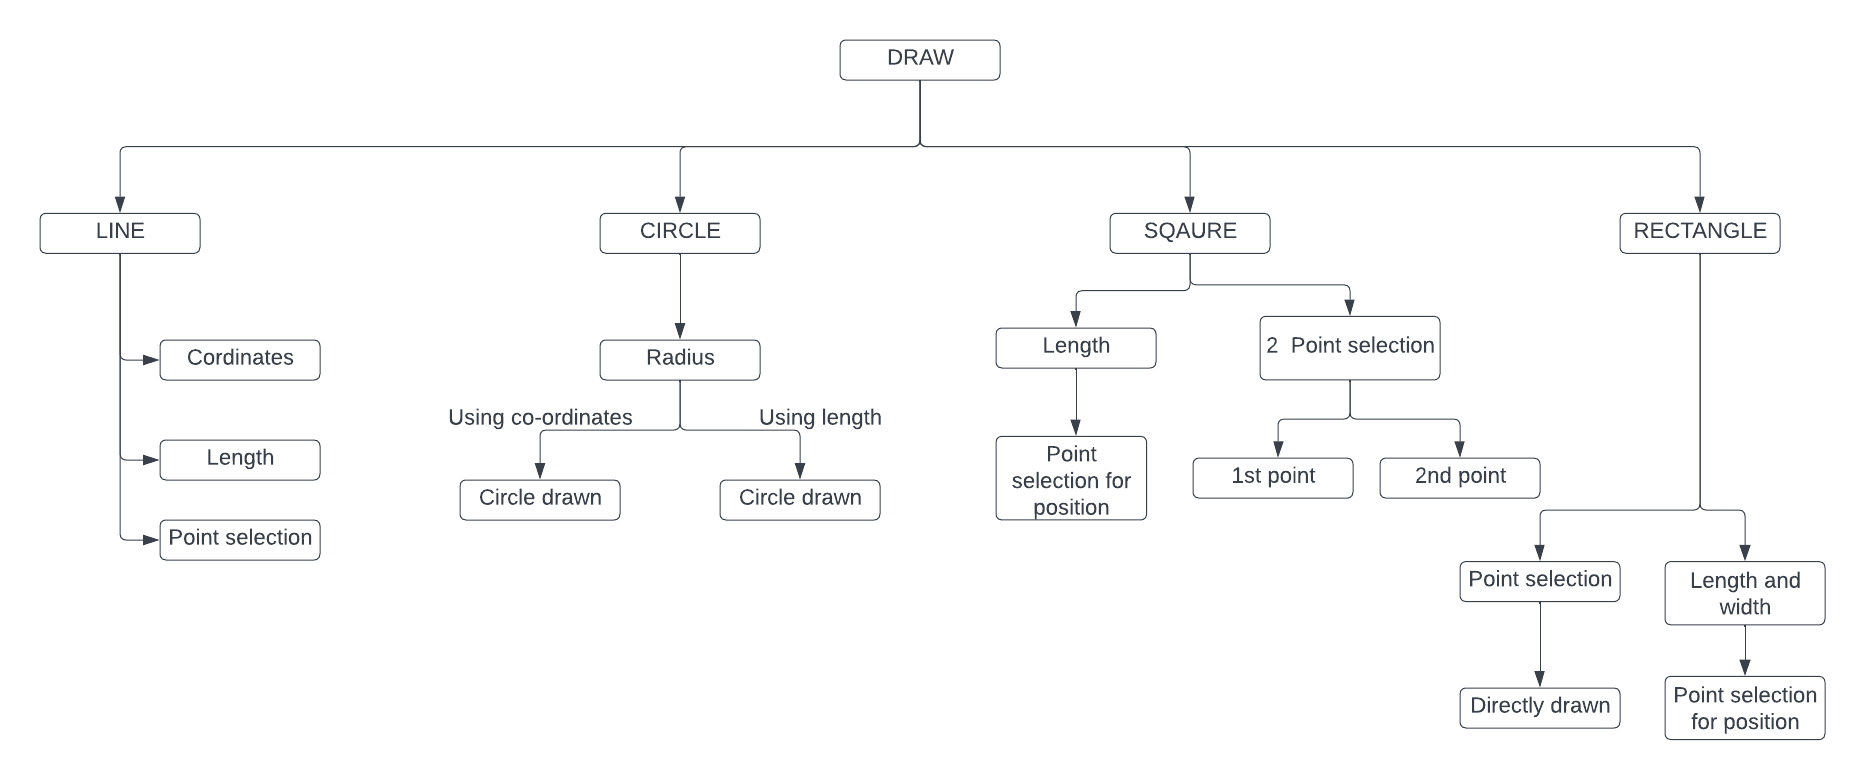 DRAW
LINE
CIRCLE
SQAURE
RECTANGLE
Cordinates
Length
Point selection
Radius
Using co-ordinates
Using length
Circle drawn
Circle drawn
Length
Point
selection for
position
2 Point selection
1st point
2nd point
Point selection
Directly drawn
Length and
width
Point selection
for position